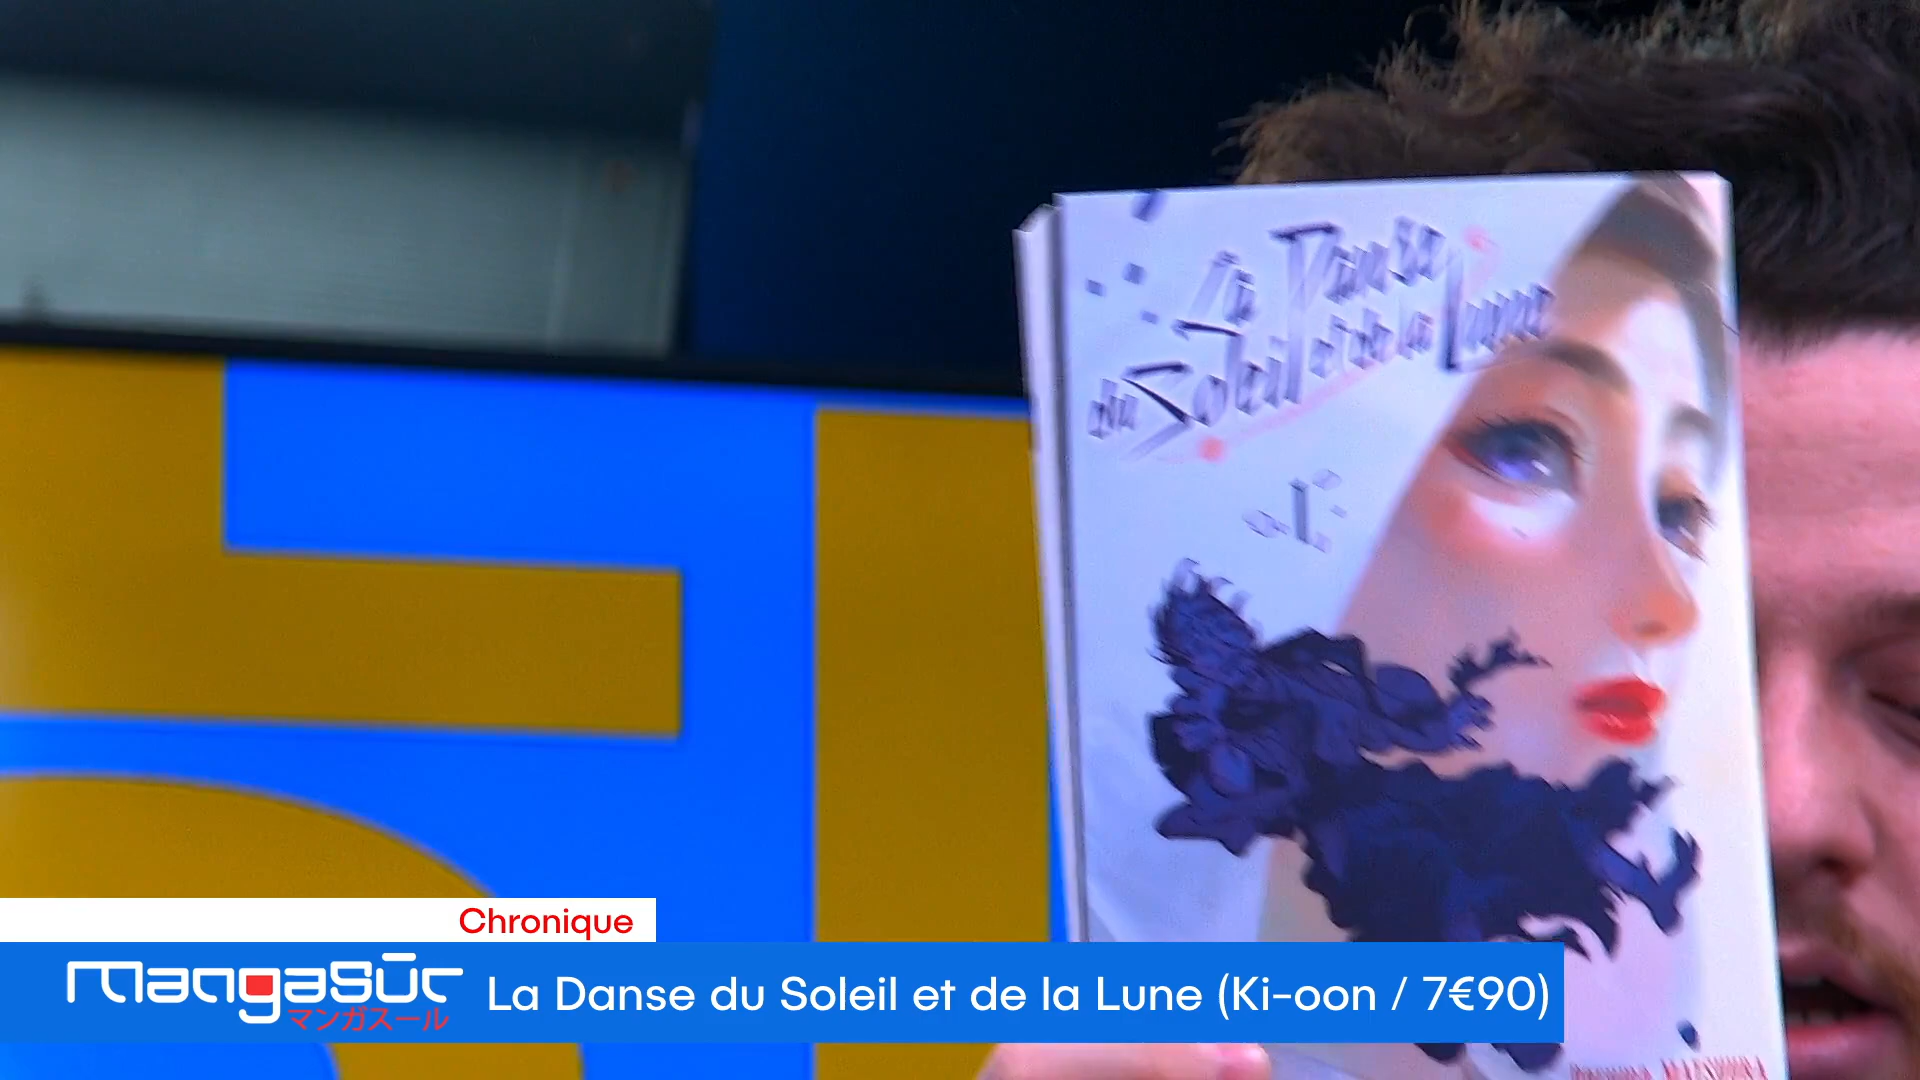 La Danse
du Soleil et de la Lune
1
Chronique
mangasūr
マンガスール
La Danse du Soleil et de la Lune (Ki-oon / 7€90)